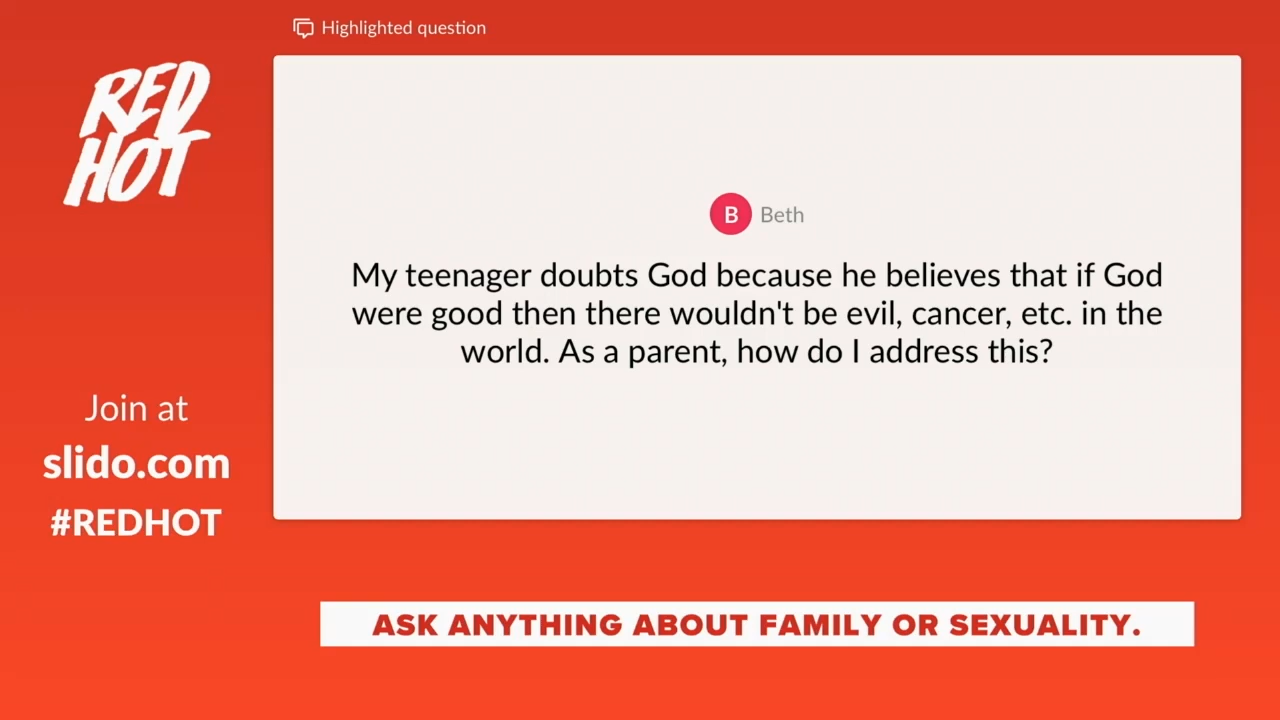 Highlighted question
RED
HOT
B Beth
My teenager doubts God because he believes that if God
were good then there wouldn't be evil, cancer, etc. in the
world. As a parent, how do I address this?
Join at
slido.com
#REDHOT
ASK ANYTHING ABOUT FAMILY OR SEXUALITY.